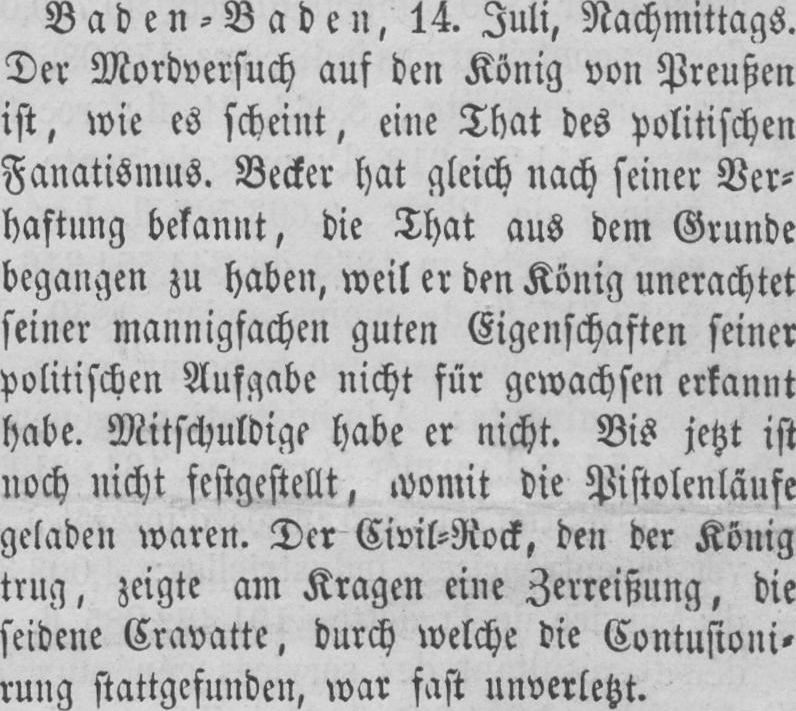 Baden-Baden, 14. Juli, Nachmittags.
Der Mordversuch auf den König von Preußen
ist, wie es scheint, eine That des politischen
Fanatismus. Becker hat gleich nach seiner Ver-
haftung bekannt, die That aus dem Grunde
begangen zu haben, weil er den König unerachtet
seiner mannigfachen guten Eigenschaften seiner
politischen Aufgabe nicht für gewachsen erkannt
habe. Mitschuldige habe er nicht. Bis jetzt ist
noch nicht festgestellt, womit die Pistolenläufe
geladen waren. Der Civil-Rock, den der König
trug, zeigte am Kragen eine Zerreißung, die
seidene Cravatte, durch welche die Contusioni-
rung stattgefunden, war fast unverletzt.